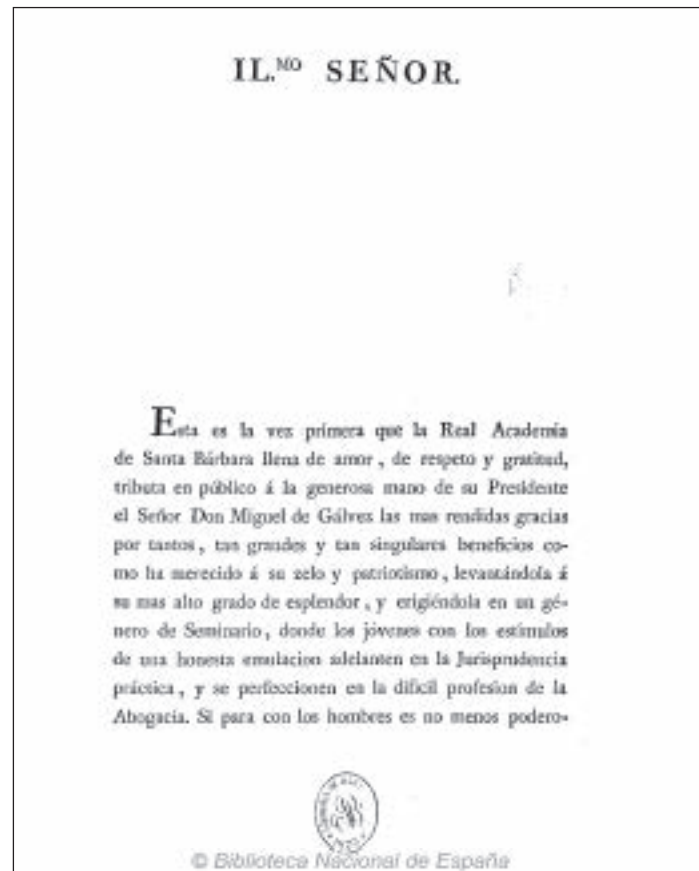 IL.MO SEÑOR.
Esta es la vez primera que la Real Academia
de Santa Bárbara llena de amor, de respeto y gratitud,
tributa en público á la generosa mano de su Presidente
el Señor Don Miguel de Gálvez las mas rendidas gracias
por tantos, tan grandes y tan singulares beneficios co-
mo ha merecido á su zelo y patriotismo, levantándola á
su mas alto grado de esplendor, y erigiéndola en un gé-
nero de Seminario, donde los jóvenes con los estímulos
de una honesta emulacion adelanten en la Jurisprudencia
práctica, y se perfeccionen en la dificil profesion de la
Abogacía. Si para con los hombres es no menos podero-
© Biblioteca Nacional de España